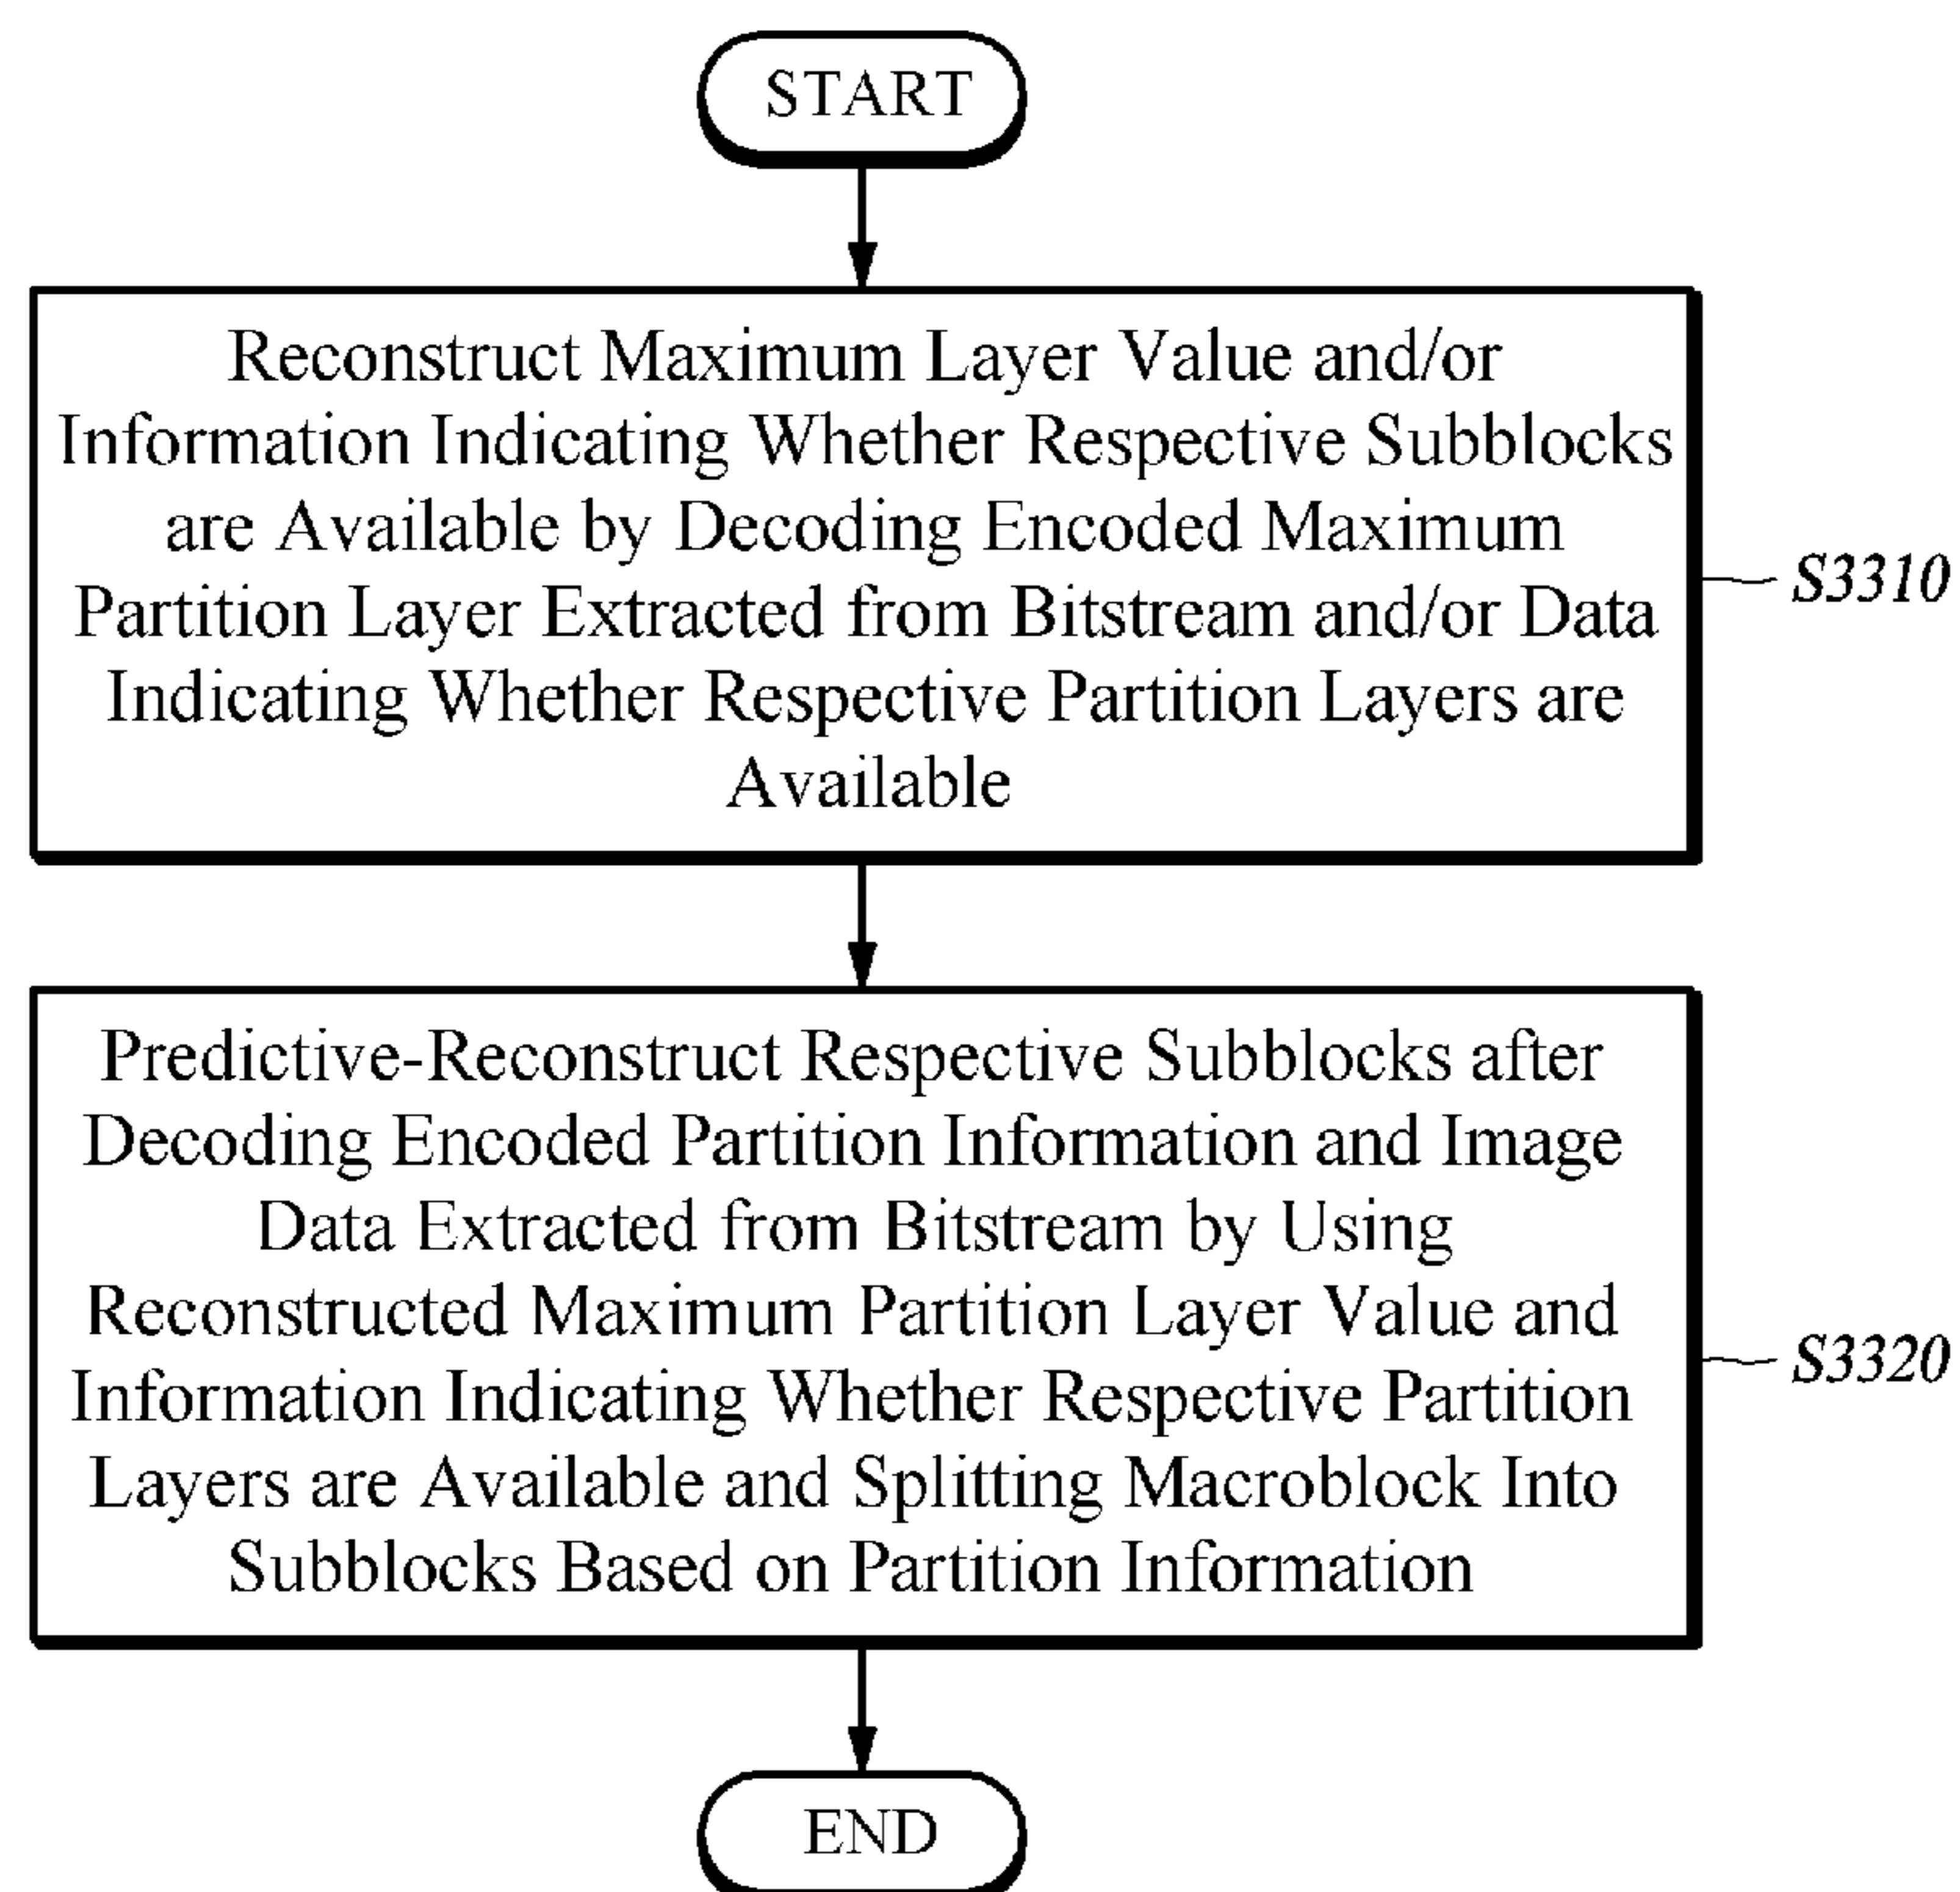 START
Reconstruct Maximum Layer Value and/or
Information Indicating Whether Respective Subblocks
are Available by Decoding Encoded Maximum
Partition Layer Extracted from Bitstream and/or Data
Indicating Whether Respective Partition Layers are
Available
S3310
Predictive-Reconstruct Respective Subblocks after
Decoding Encoded Partition Information and Image
Data Extracted from Bitstream by Using
Reconstructed Maximum Partition Layer Value and
Information Indicating Whether Respective Partition
Layers are Available and Splitting Macroblock Into
Subblocks Based on Partition Information
S3320
END